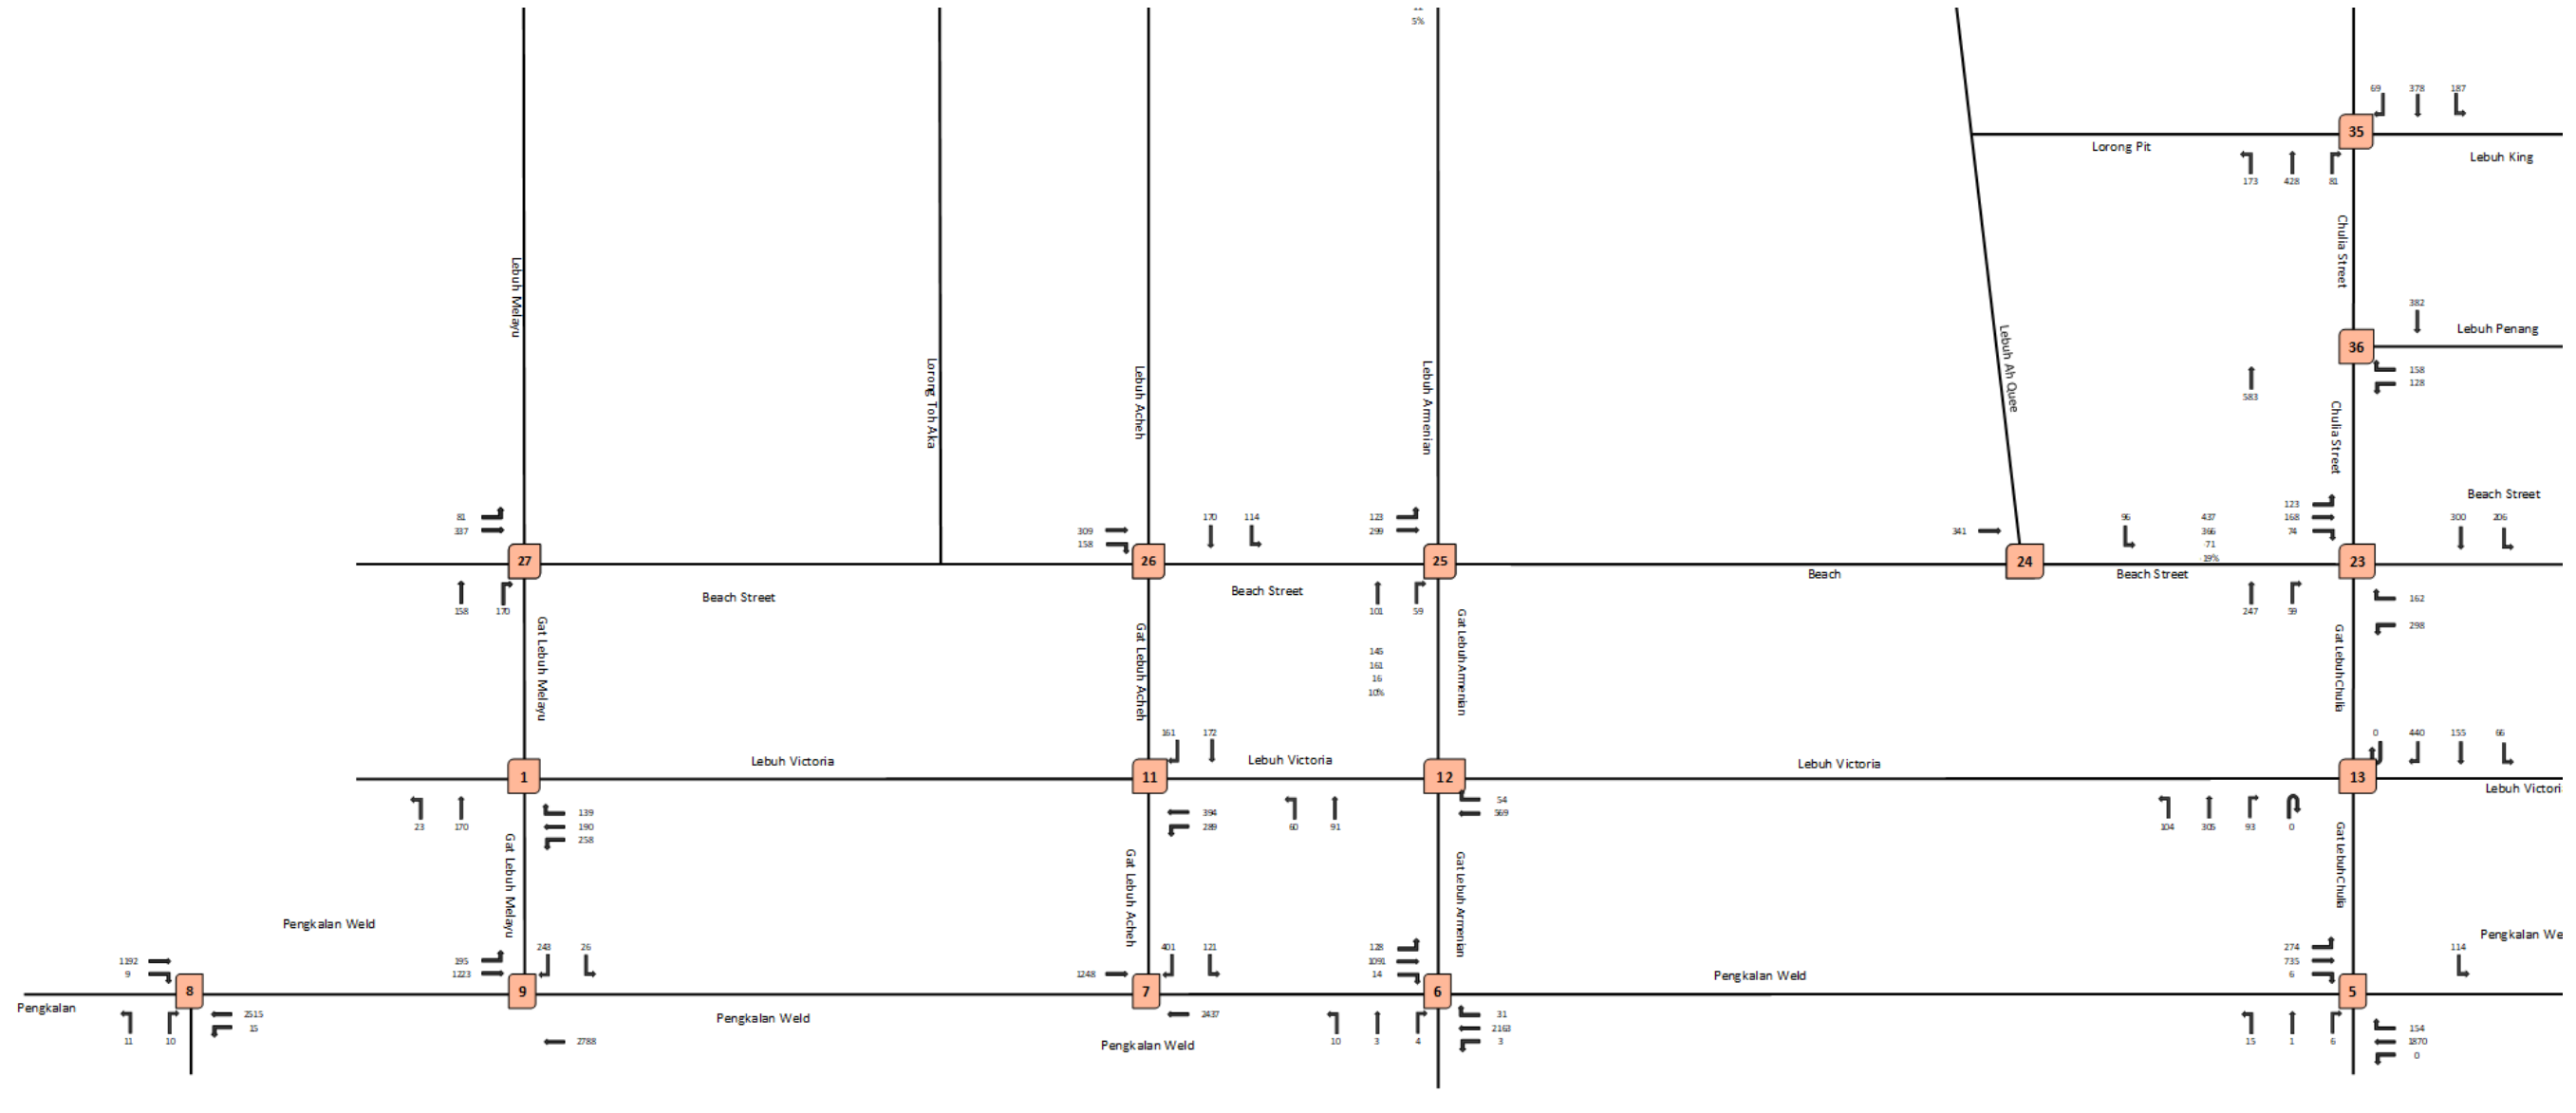 5%
69 378 187
35
Lorong Pit
Lebuh King
173 428 81
Chulia Street
Lebuh Melayu
382
Lebuh Penang
36
158
128
583
Lebuh Ah Quee
Lorong Toh Aka
Lebuh Acheh
Lebuh Armenian
Chulia Street
Beach Street
81
337
309
158
170 114
123
299
341
96
437
366
-71
-19%
123
168
74
300 206
27
26
25
24
23
Beach Street
Beach Street
Beach
Beach Street
158 170
101 59
247 59
162
298
Gat Lebuh Melayu
Gat Lebuh Acheh
Gat Lebuh Armenian
Gat Lebuh Chulia
145
161
16
10%
161 172
0 440 155 66
Lebuh Victoria
Lebuh Victoria
Lebuh Victoria
1
11
12
13
Lebuh Victori
23 170
139
190
258
394
289
60 91
54
569
104 305 93 0
Gat Lebuh Melayu
Gat Lebuh Acheh
Gat Lebuh Armenian
Gat Lebuh Chulia
Pengkalan Weld
Pengkalan We
1192
9
195
1223
243 26
1248
401 121
128
1091
14
Pengkalan Weld
274
735
6
114
8
9
7
6
5
Pengkalan
11 10
2515
15
Pengkalan Weld
2788
2437
Pengkalan Weld
10 3 4
31
2163
3
15 1 6
154
1870
0